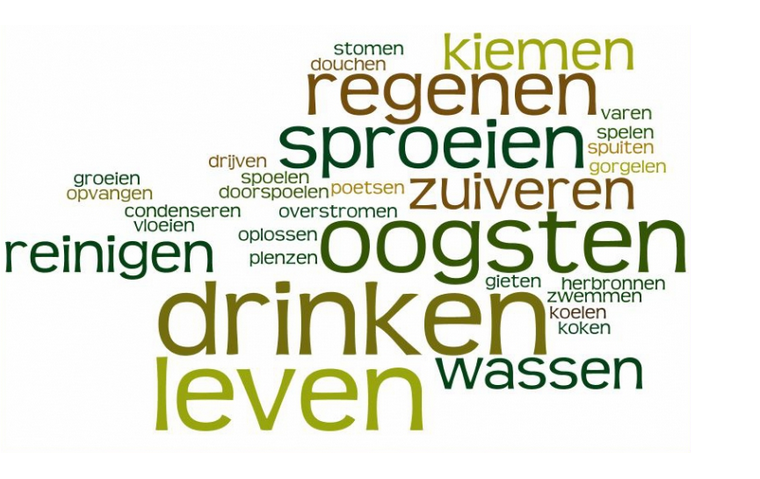 stomen
kiemen
douchen
regenen
varen
sproeien
spelen
spuiten
drijven
gorgelen
groeien
spoelen
opvangen
doorspoelen
poetsen
zuiveren
condenseren
overstromen
vloeien
oplossen
oogsten
reinigen
plenzen
gieten
herbronnen
drinken
zwemmen
koelen
koken
leven
wassen